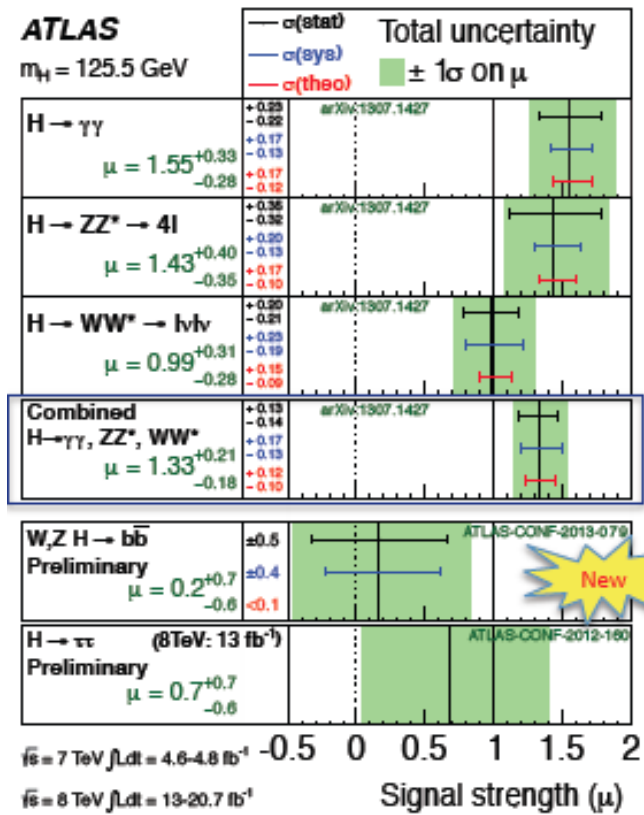 ATLAS
m_H = 125.5 GeV
σ(stat)
σ(sys)
σ(theo)
Total uncertainty
± 1σ on μ
H → γγ
μ = 1.55 +0.33 −0.28
+0.23
−0.22
+0.17
−0.13
+0.17
−0.12
arXiv:1307.1427
H → ZZ* → 4l
μ = 1.43 +0.40 −0.35
+0.35
−0.32
+0.20
−0.13
+0.17
−0.10
arXiv:1307.1427
H → WW* → lνlν
μ = 0.99 +0.31 −0.28
+0.20
−0.21
+0.23
−0.19
+0.15
−0.09
arXiv:1307.1427
Combined
H→γγ, ZZ*, WW*
μ = 1.33 +0.21 −0.18
+0.13
−0.14
+0.17
−0.13
+0.12
−0.10
arXiv:1307.1427
W,Z H → bb̄
Preliminary
μ = 0.2 +0.7 −0.6
±0.5
±0.4
<0.1
ATLAS-CONF-2013-079
New
H → ττ (8TeV: 13 fb⁻¹)
Preliminary
μ = 0.7 +0.7 −0.6
ATLAS-CONF-2012-160
-0.5 0 0.5 1 1.5 2
√s = 7 TeV ∫Ldt = 4.6-4.8 fb⁻¹
√s = 8 TeV ∫Ldt = 13-20.7 fb⁻¹
Signal strength (μ)